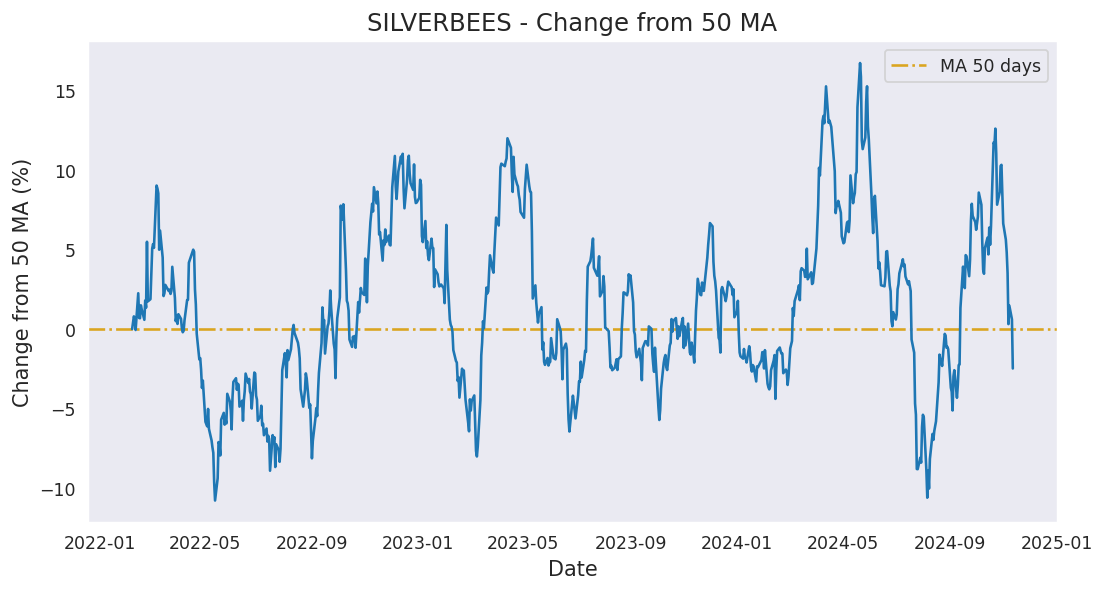 SILVERBEES - Change from 50 MA
MA 50 days
Change from 50 MA (%)
15
10
5
0
−5
−10
2022-01 2022-05 2022-09 2023-01 2023-05 2023-09 2024-01 2024-05 2024-09 2025-01
Date